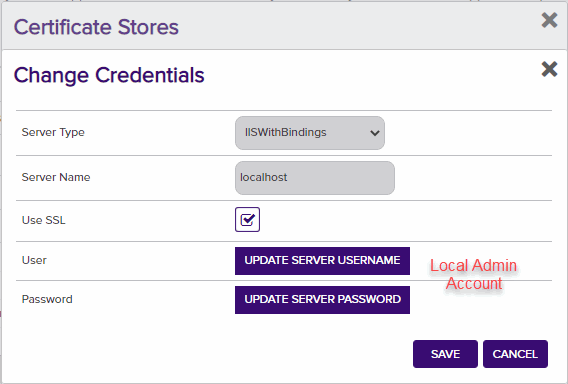 Certificate Stores
Change Credentials
Server Type
IISWithBindings
Server Name
localhost
Use SSL
User
UPDATE SERVER USERNAME
Local Admin
Account
Password
UPDATE SERVER PASSWORD
SAVE
CANCEL